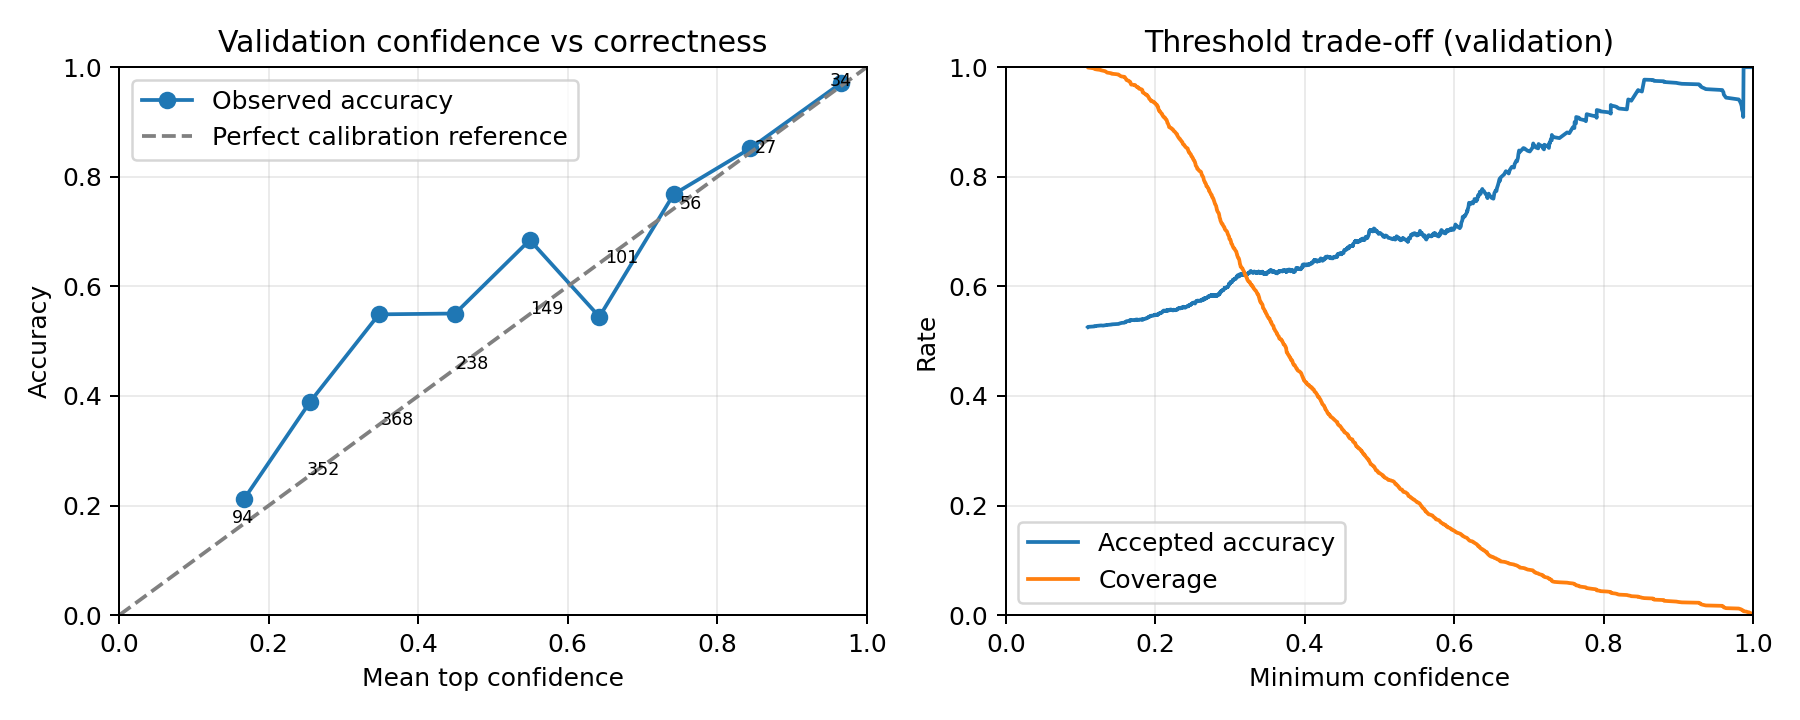 Validation confidence vs correctness
1.0
0.8
0.6
0.4
0.2
0.0
Accuracy
Observed accuracy
Perfect calibration reference
34
27
56
101
149
238
368
352
94
0.0 0.2 0.4 0.6 0.8 1.0
Mean top confidence
Threshold trade-off (validation)
1.0
0.8
0.6
0.4
0.2
0.0
Rate
Accepted accuracy
Coverage
0.0 0.2 0.4 0.6 0.8 1.0
Minimum confidence